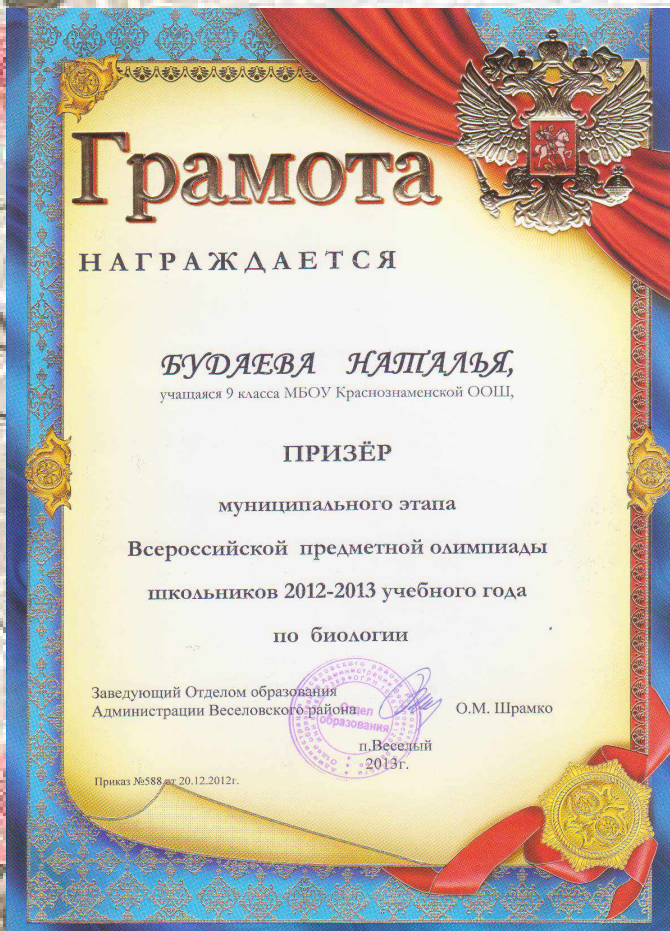 Грамота
НАГРАЖДАЕТСЯ
БУДАЕВА НАТАЛЬЯ,
учащаяся 9 класса МБОУ Краснознаменской ООШ,
ПРИЗЁР
муниципального этапа
Всероссийской предметной олимпиады
школьников 2012-2013 учебного года
по биологии
Заведующий Отделом образования
Администрации Веселовского района
О.М. Шрамко
Отдел
образования
п.Веселый
2013г.
Приказ №588 от 20.12.2012г.